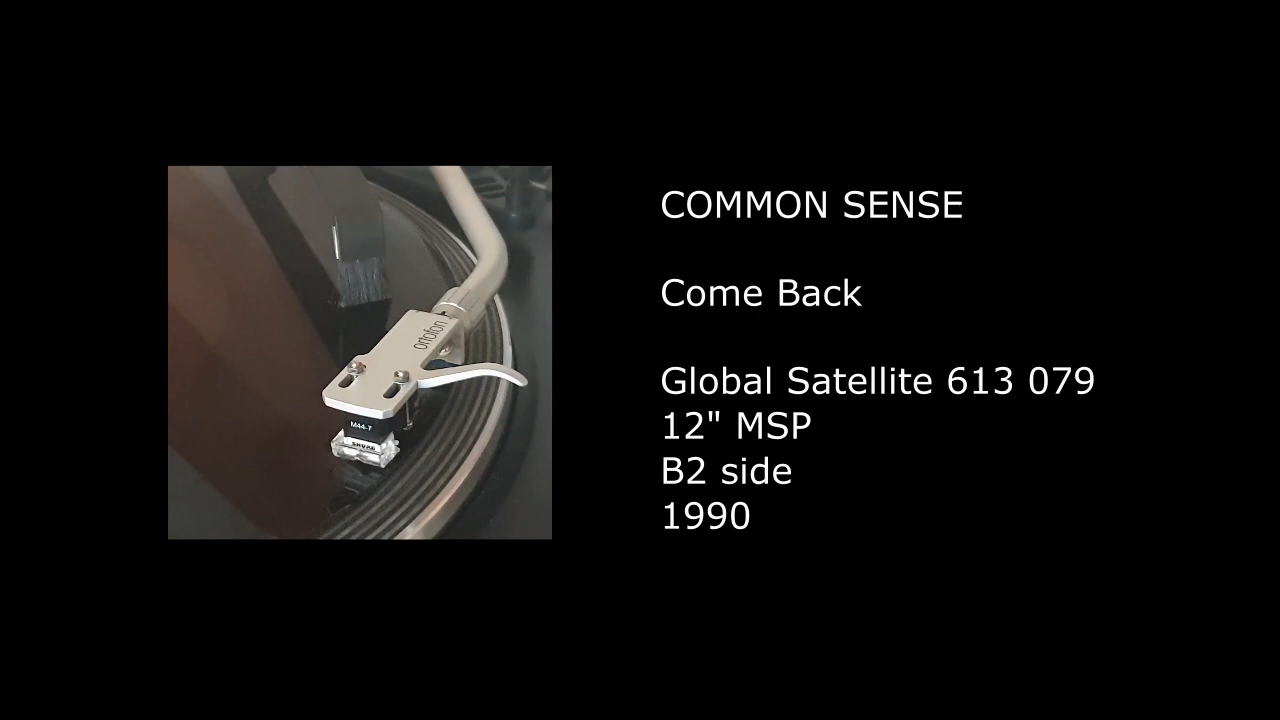 COMMON SENSE
Come Back
Global Satellite 613 079
12" MSP
B2 side
1990
ortofon
M44-7
SHURE